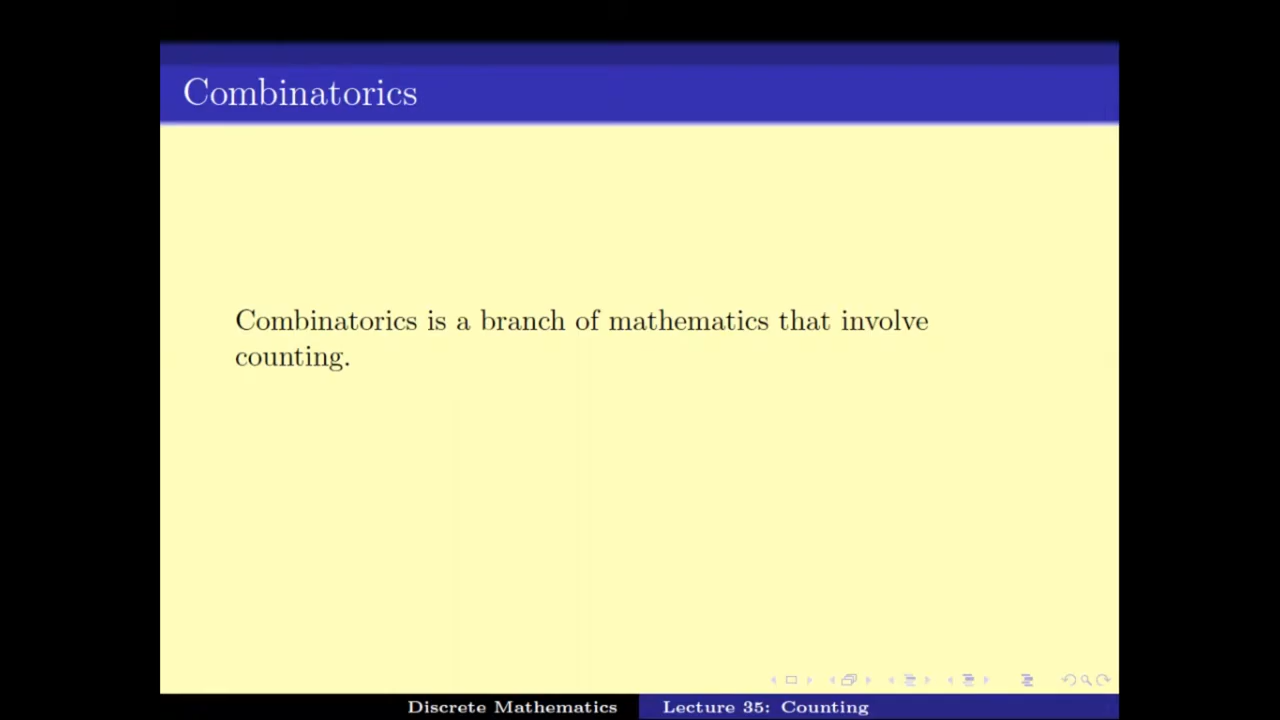 Combinatorics
Combinatorics is a branch of mathematics that involve
counting.
Discrete Mathematics
Lecture 35: Counting